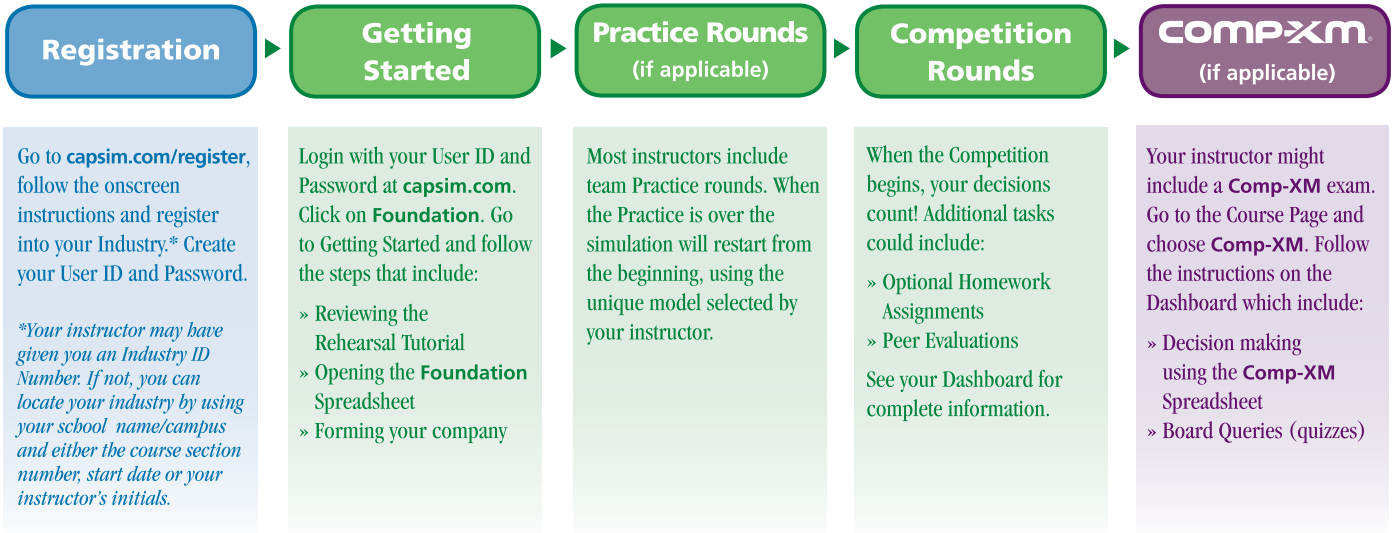 Registration
Getting
Started
Practice Rounds
(if applicable)
Competition
Rounds
COMP-XM®
(if applicable)
Go to capsim.com/register,
follow the onscreen
instructions and register
into your Industry.* Create
your User ID and Password.
*Your instructor may have
given you an Industry ID
Number. If not, you can
locate your industry by using
your school name/campus
and either the course section
number, start date or your
instructor's initials.
Login with your User ID and
Password at capsim.com.
Click on Foundation. Go
to Getting Started and follow
the steps that include:
» Reviewing the
Rehearsal Tutorial
» Opening the Foundation
Spreadsheet
» Forming your company
Most instructors include
team Practice rounds. When
the Practice is over the
simulation will restart from
the beginning, using the
unique model selected by
your instructor.
When the Competition
begins, your decisions
count! Additional tasks
could include:
» Optional Homework
Assignments
» Peer Evaluations
See your Dashboard for
complete information.
Your instructor might
include a Comp-XM exam.
Go to the Course Page and
choose Comp-XM. Follow
the instructions on the
Dashboard which include:
» Decision making
using the Comp-XM
Spreadsheet
» Board Queries (quizzes)